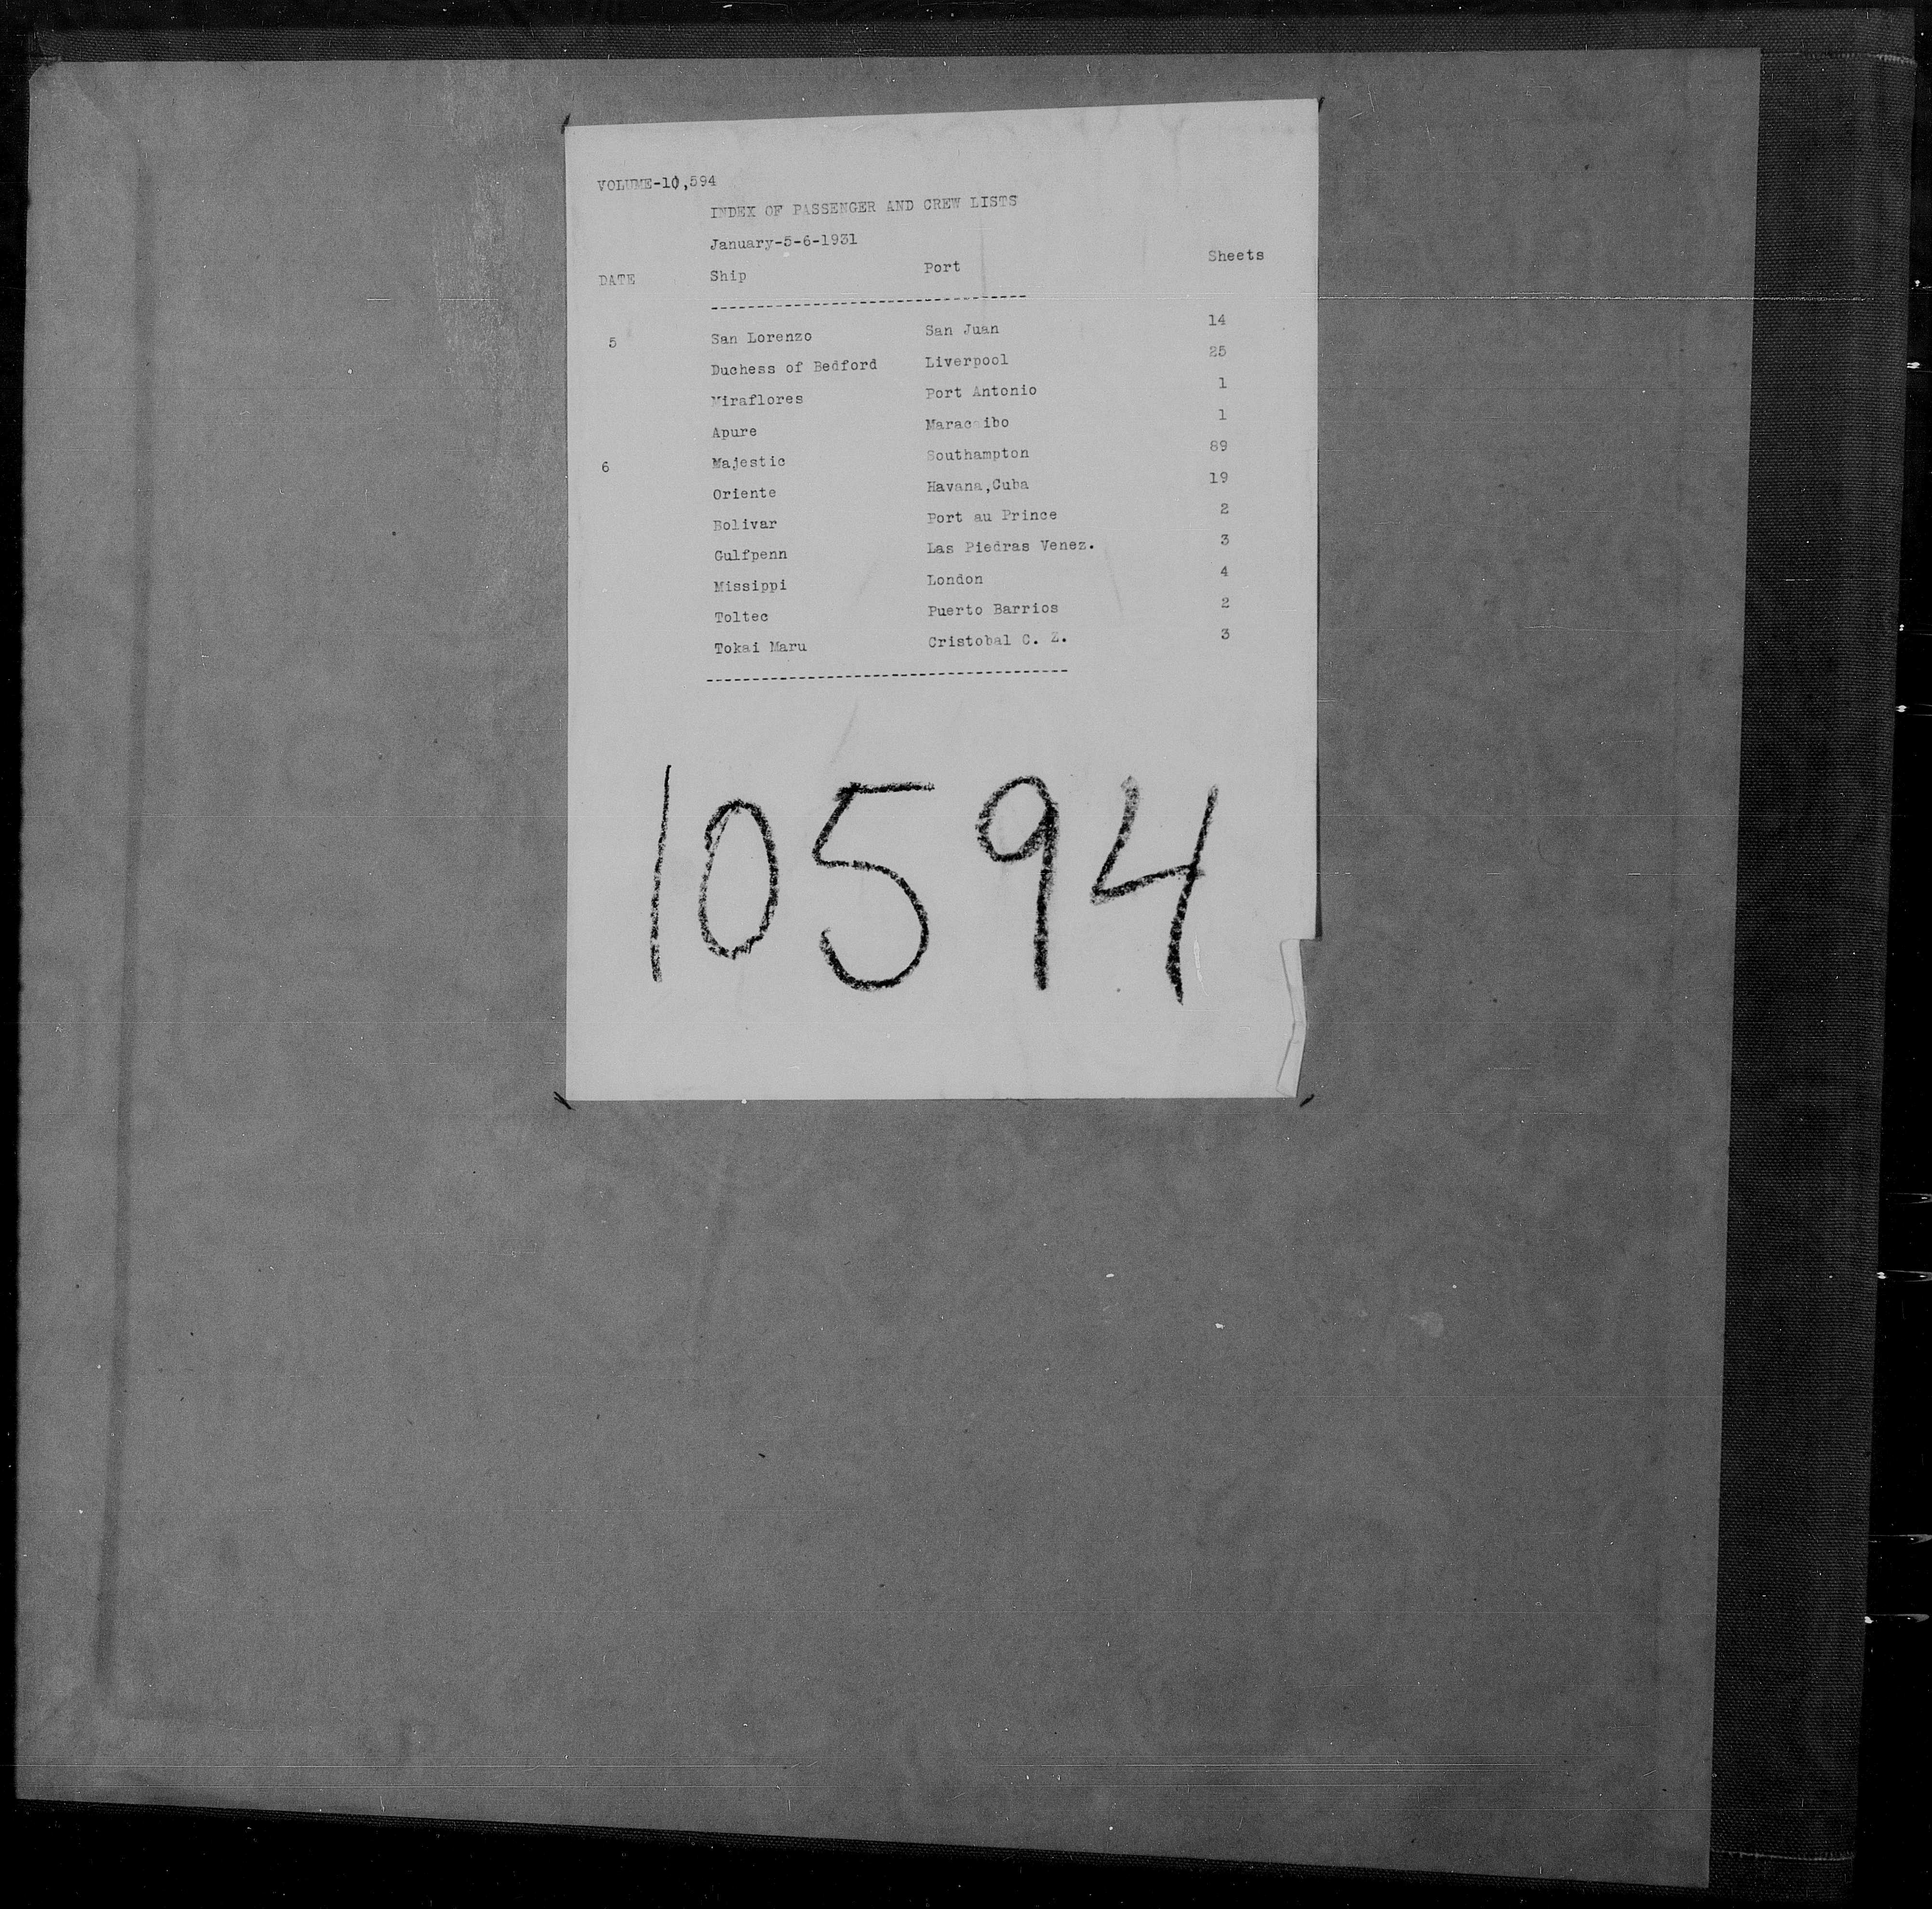 VOLUME-10,594
INDEX OF PASSENGER AND CREW LISTS
January-5-6-1931
DATE Ship Port Sheets
5 San Lorenzo San Juan 14
Duchess of Bedford Liverpool 25
Miraflores Port Antonio 1
Apure Maracaibo 1
6 Majestic Southampton 89
Oriente Havana,Cuba 19
Bolivar Port au Prince 2
Gulfpenn Las Piedras Venez. 3
Missippi London 4
Toltec Puerto Barrios 2
Tokai Maru Cristobal C. Z. 3
10594